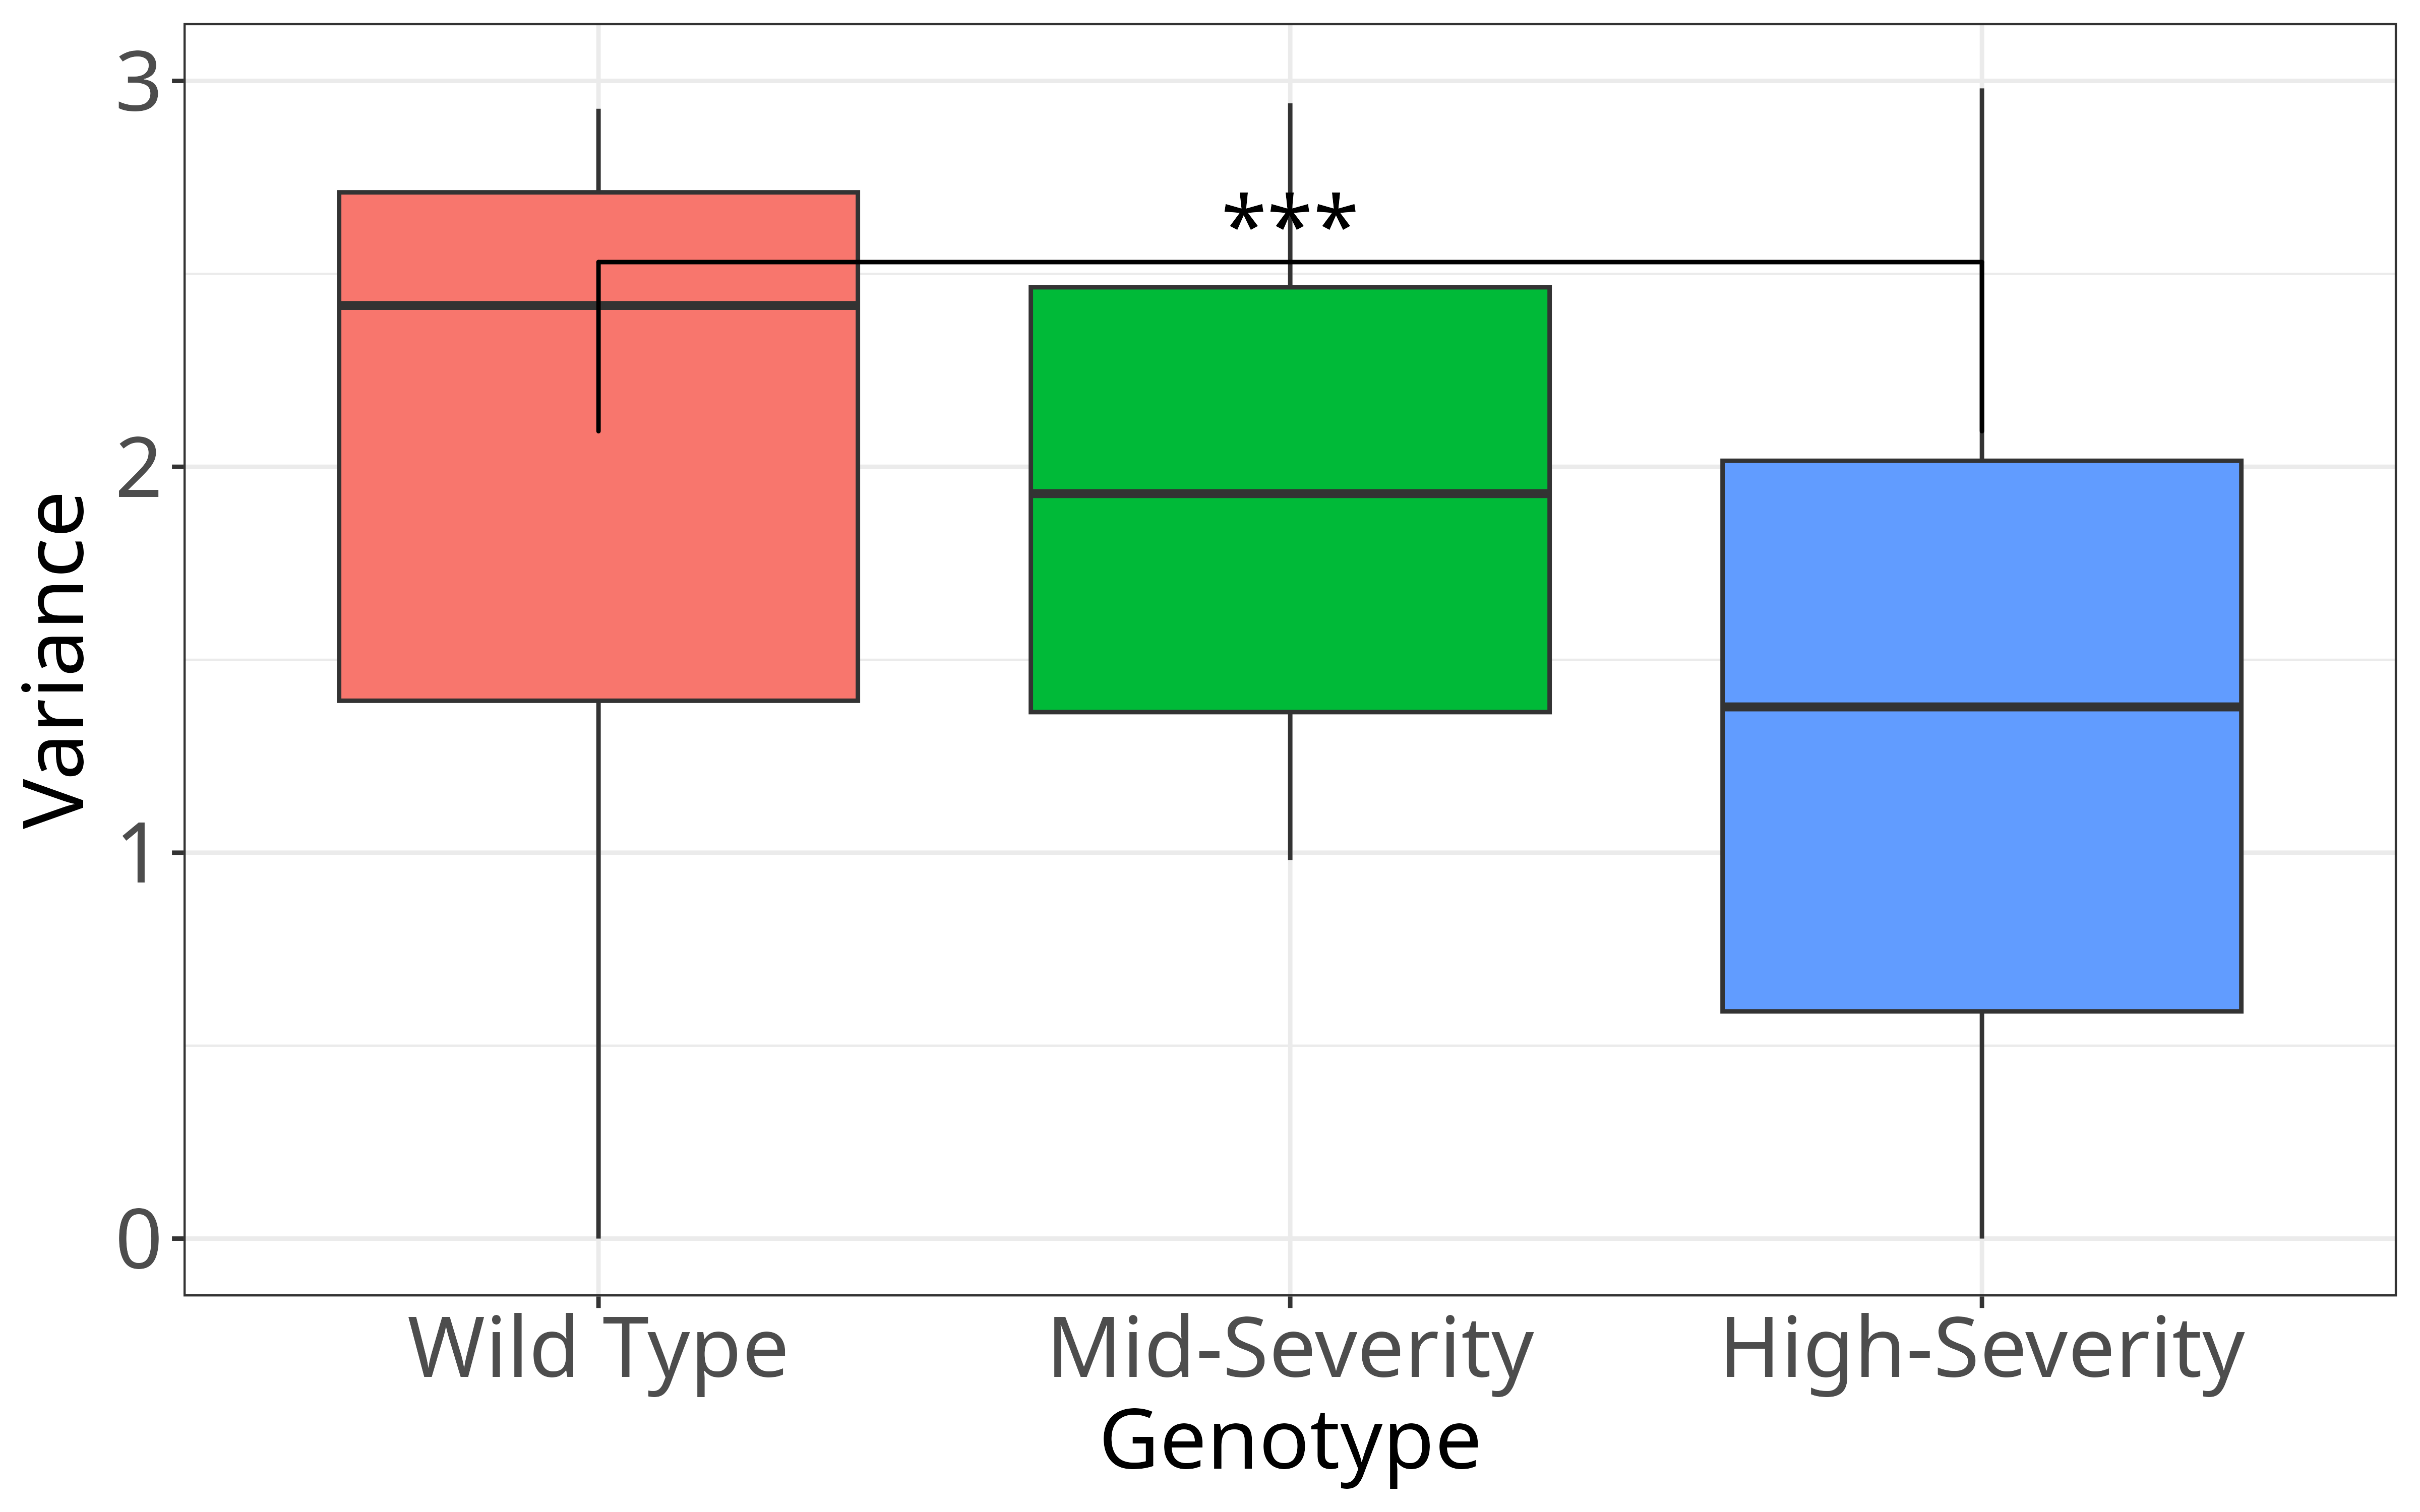 3
2
1
0
Variance
***
Wild Type
Mid-Severity
High-Severity
Genotype